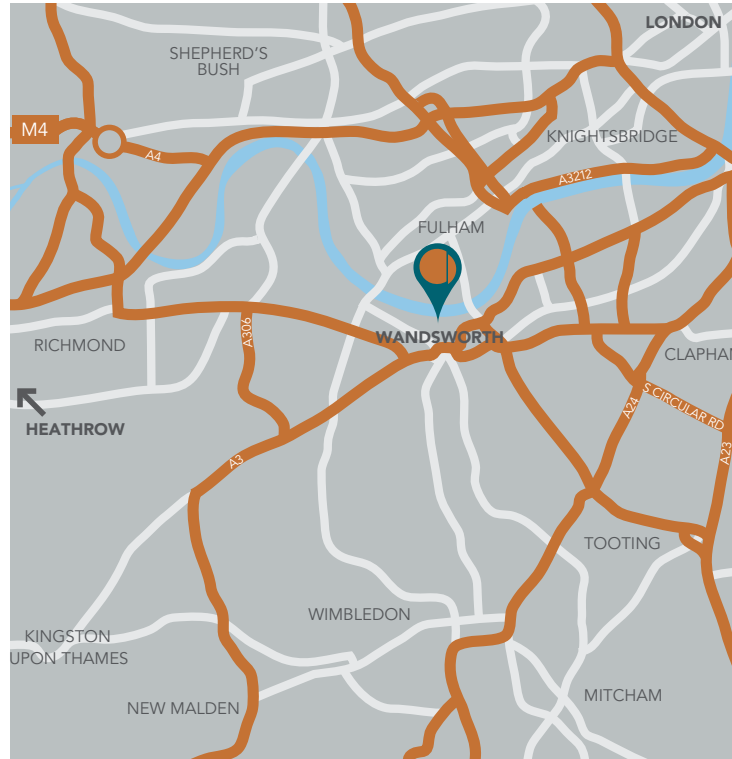 LONDON
SHEPHERD'S
BUSH
M4
KNIGHTSBRIDGE
A4
A3212
FULHAM
A306
WANDSWORTH
RICHMOND
CLAPHAM
S CIRCULAR RD
A24
HEATHROW
A23
A3
TOOTING
WIMBLEDON
KINGSTON
UPON THAMES
MITCHAM
NEW MALDEN